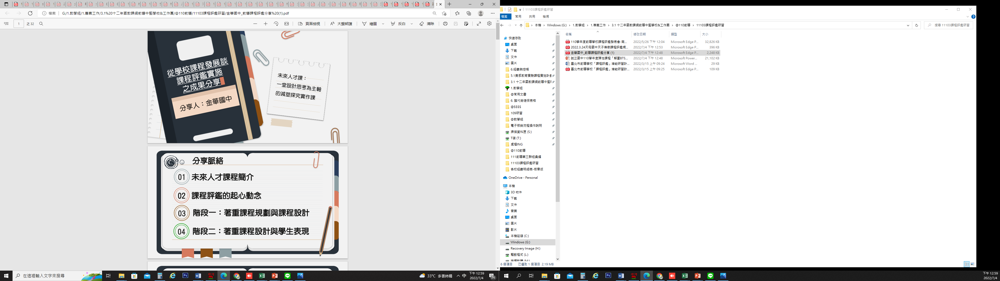 檔案
G:/1.教學組/1.專案工作/3.1%20十二年國教課綱前導中堅學校&工作圈/@110前導/11103課程評鑑研習/金華國中_前導課程評鑑分享%20(1).pdf
1 之 32
頁面檢視
大聲朗讀
繪圖
反白
清除
從學校課程發展談
課程評鑑實施
之成果分享
分享人：金華國中
未來人才課：
一堂設計思考為主軸
的減塑探究實作課
分享脈絡
01 未來人才課程簡介
02 課程評鑑的起心動念
03 階段一：著重課程規劃與課程設計
04 階段二：著重課程設計與學生表現
在這裡輸入文字來搜尋
33°C 多雲時晴
中
下午 12:59
2022/7/4
26
11103課程評鑑研習
檔案 常用 共用 檢視
本機 > Windows (G:) > 1.教學組 > 1.專案工作 > 3.1 十二年國教課綱前導中堅學校&工作圈 > @110前導 > 11103課程評鑑研習
搜尋 11103課程評鑑研習
快速存取
桌面
下載
文件
圖片
6.經費與控帳
5.1美感教育實驗課程實施計畫
3.1 十二年國教課綱前導中堅
1.教學組
@常用文書
6. 匯代勞健保表格
@$$$$
109研習
@教學組
電子核銷流程操作說明
掃描資料匣 (S:)
T碟 (T:)
處理ING
@110前導
111前導第三群組彙編
11103課程評鑑研習
各校經費明細表-核章版
OneDrive - Personal
本機
3D 物件
下載
文件
音樂
桌面
圖片
影片
本機磁碟 (C:)
Windows (G:)
Recovery Image (H:)
驅動程式 (L:)
名稱 修改日期 類型 大小
110學年度前導學校課程評鑑發表會-南... 2022/5/26 下午 12:04 Microsoft Edge P... 32,826 KB
2022.3.24天母國中天子傳奇課程評鑑規... 2022/7/4 下午 12:53 Microsoft Edge P... 396 KB
金華國中_前導課程評鑑分享 (1) 2022/7/4 下午 12:48 Microsoft Edge P... 2,248 KB
誠正國中110學年度彈性課程「解憂BTS... 2022/7/4 下午 12:48 Microsoft Power... 21,102 KB
臺北市前導學校「課程評鑑」增能研習計... 2022/3/15 上午 09:24 Microsoft Word ... 29 KB
臺北市前導學校「課程評鑑」增能研習計... 2022/3/15 上午 09:25 Microsoft Edge P... 109 KB
6 個項目 已選取 1 個項目 2.19 MB
下午 12:59
2022/7/4